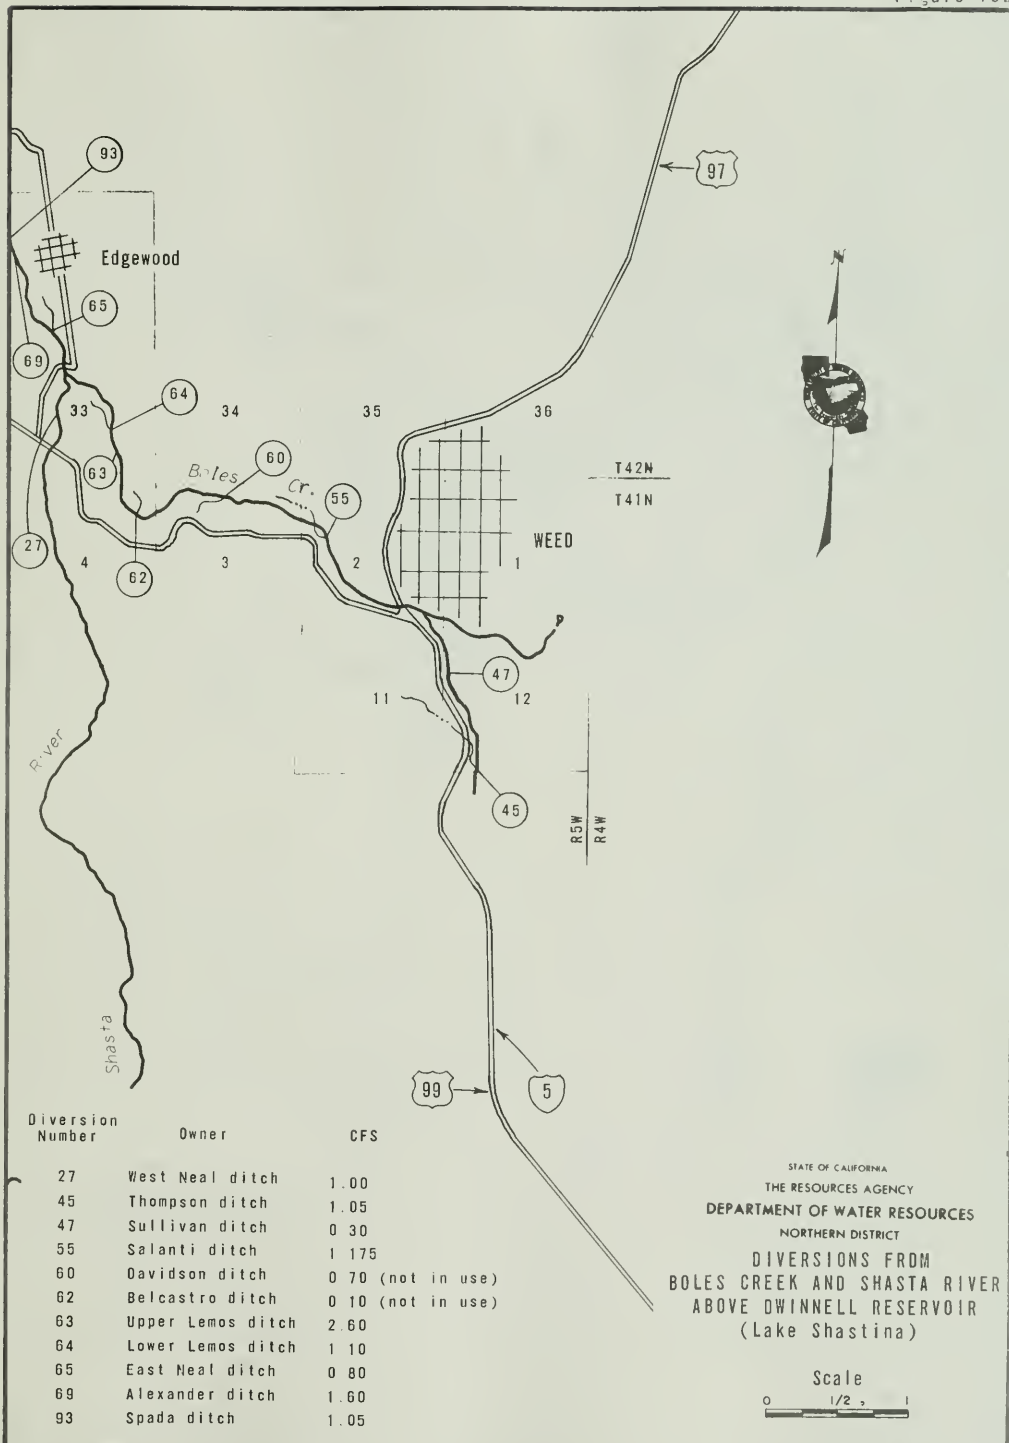 93
97
Edgewood
65
69
64
33
34
35
36
63
Boles
60
Cr.
55
T42N
T41N
27
4
62
3
2
WEED
1
P
47
11
12
River
45
R5W
R4W
Shasta
99
5
Diversion
Number Owner CFS
27 West Neal ditch 1.00
45 Thompson ditch 1.05
47 Sullivan ditch 0 30
55 Salanti ditch 1 175
60 Davidson ditch 0 70 (not in use)
62 Belcastro ditch 0 10 (not in use)
63 Upper Lemos ditch 2.60
64 Lower Lemos ditch 1 10
65 East Neal ditch 0 80
69 Alexander ditch 1.60
93 Spada ditch 1.05
N
STATE OF CALIFORNIA
THE RESOURCES AGENCY
DEPARTMENT OF WATER RESOURCES
NORTHERN DISTRICT
DIVERSIONS FROM
BOLES CREEK AND SHASTA RIVER
ABOVE DWINNELL RESERVOIR
(Lake Shastina)
Scale
0 1/2 1